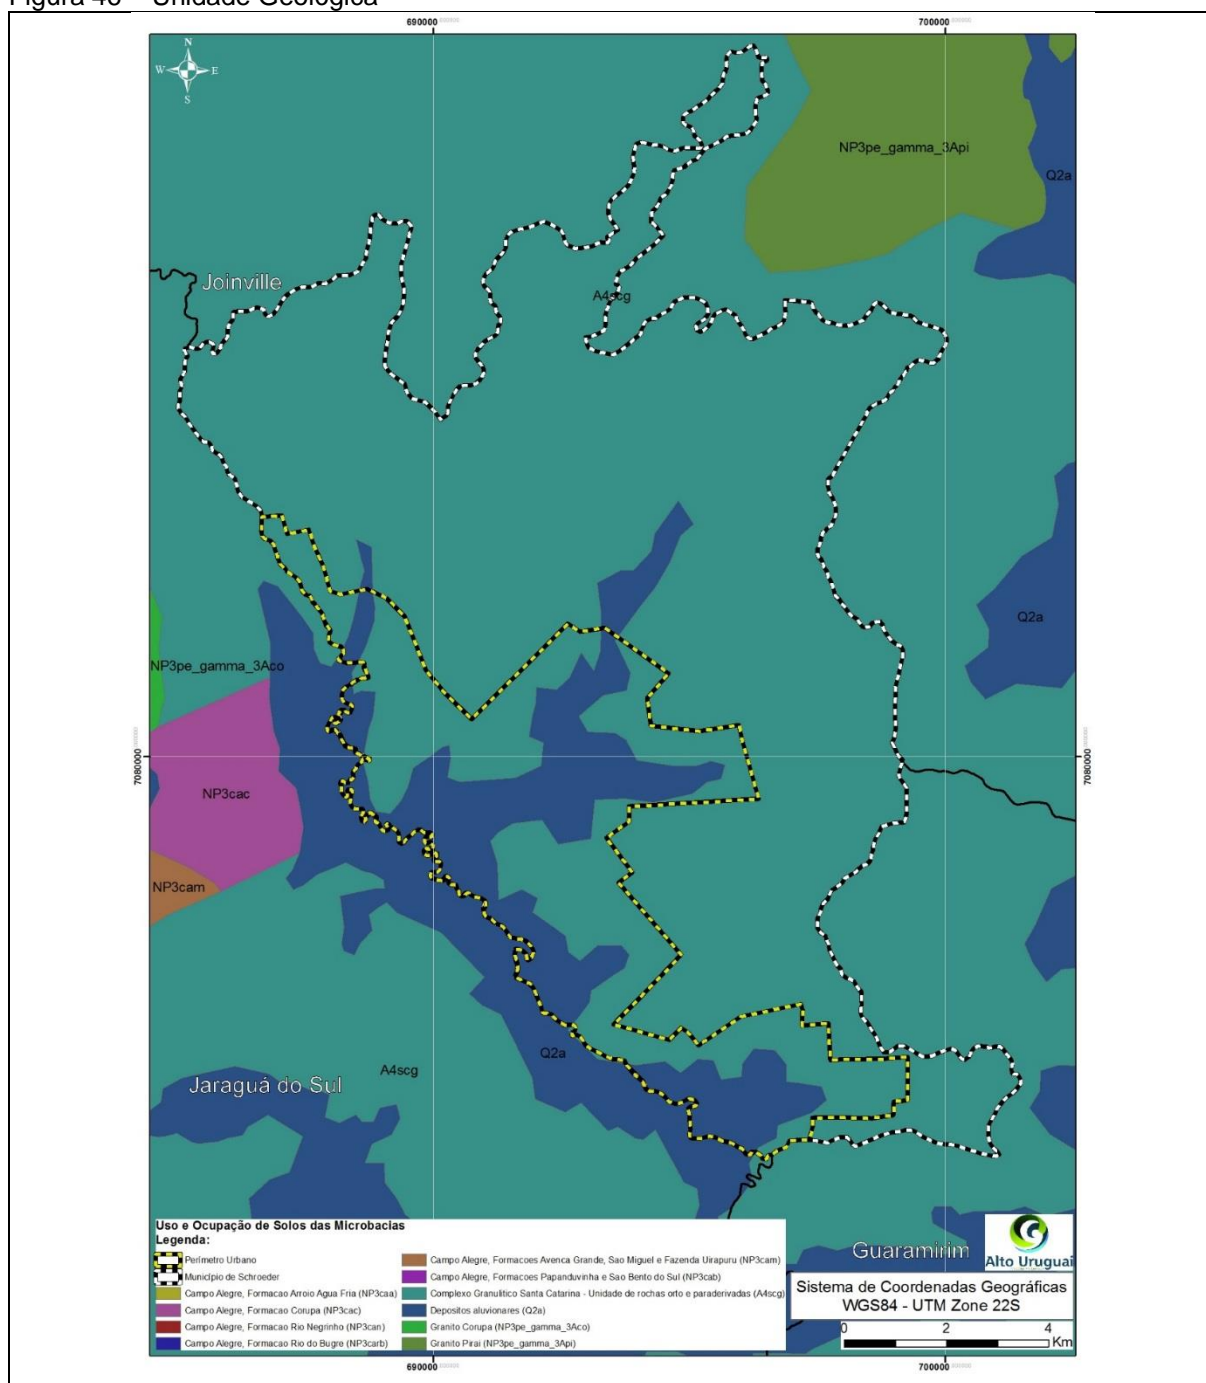 Unidade Geológica
690000
700000
N
W
E
S
NP3pe_gamma_3Api
Q2a
Joinville
A4scg
Q2a
NP3pe_gamma_3Aco
7080000
7080000
NP3cac
NP3cam
Q2a
A4scg
Jaraguá do Sul
Guaramirim
Uso e Ocupação de Solos das Microbacias
Legenda:
Perímetro Urbano
Município de Schroeder
Campo Alegre, Formacao Arroio Agua Fria (NP3caa)
Campo Alegre, Formacao Corupa (NP3cac)
Campo Alegre, Formacao Rio Negrinho (NP3can)
Campo Alegre, Formacao Rio do Bugre (NP3carb)
Campo Alegre, Formacoes Avenca Grande, Sao Miguel e Fazenda Uirapuru (NP3cam)
Campo Alegre, Formacoes Papanduvinha e Sao Bento do Sul (NP3cab)
Complexo Granulitico Santa Catarina - Unidade de rochas orto e paraderivadas (A4scg)
Depositos aluvionares (Q2a)
Granito Corupa (NP3pe_gamma_3Aco)
Granito Pirai (NP3pe_gamma_3Api)
Alto Uruguai
Sistema de Coordenadas Geográficas
WGS84 - UTM Zone 22S
0 2 4
Km
690000
700000